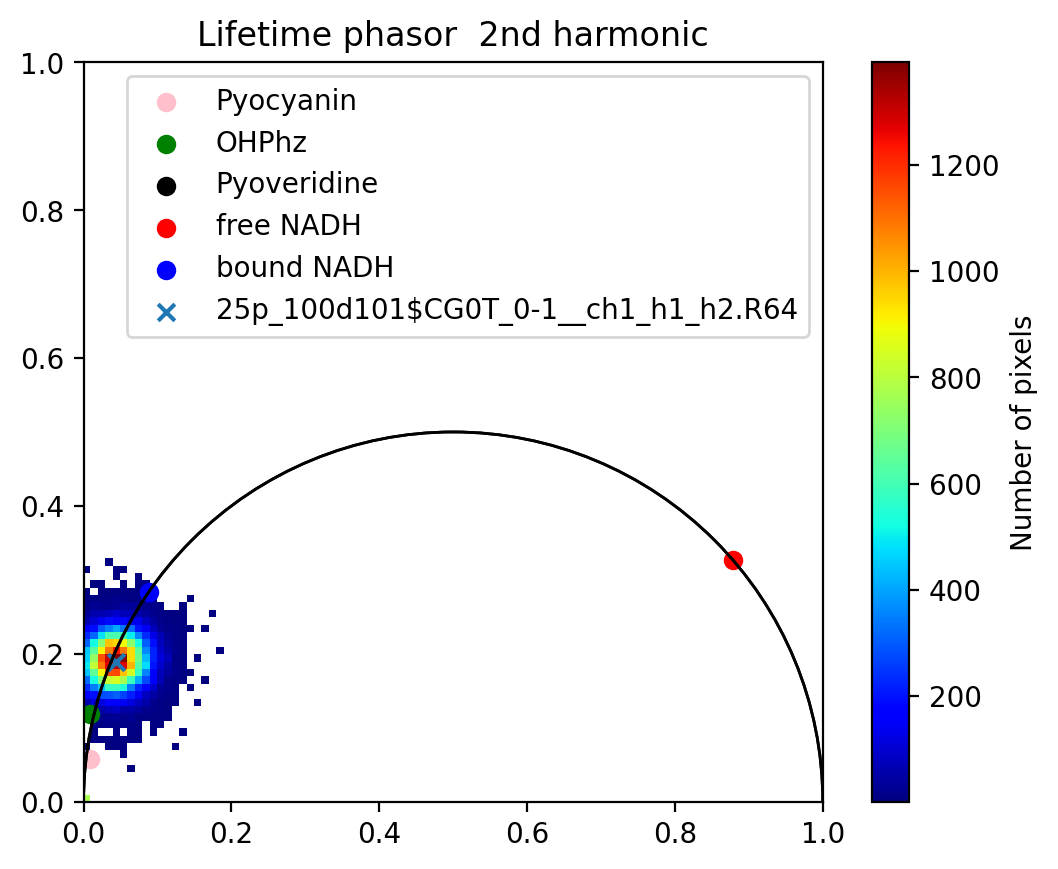 Lifetime phasor  2nd harmonic
1.0
0.8
0.6
0.4
0.2
0.0
0.0
0.2
0.4
0.6
0.8
1.0
Pyocyanin
OHPhz
Pyoveridine
free NADH
bound NADH
25p_100d101$CG0T_0-1__ch1_h1_h2.R64
1200
1000
800
600
400
200
Number of pixels